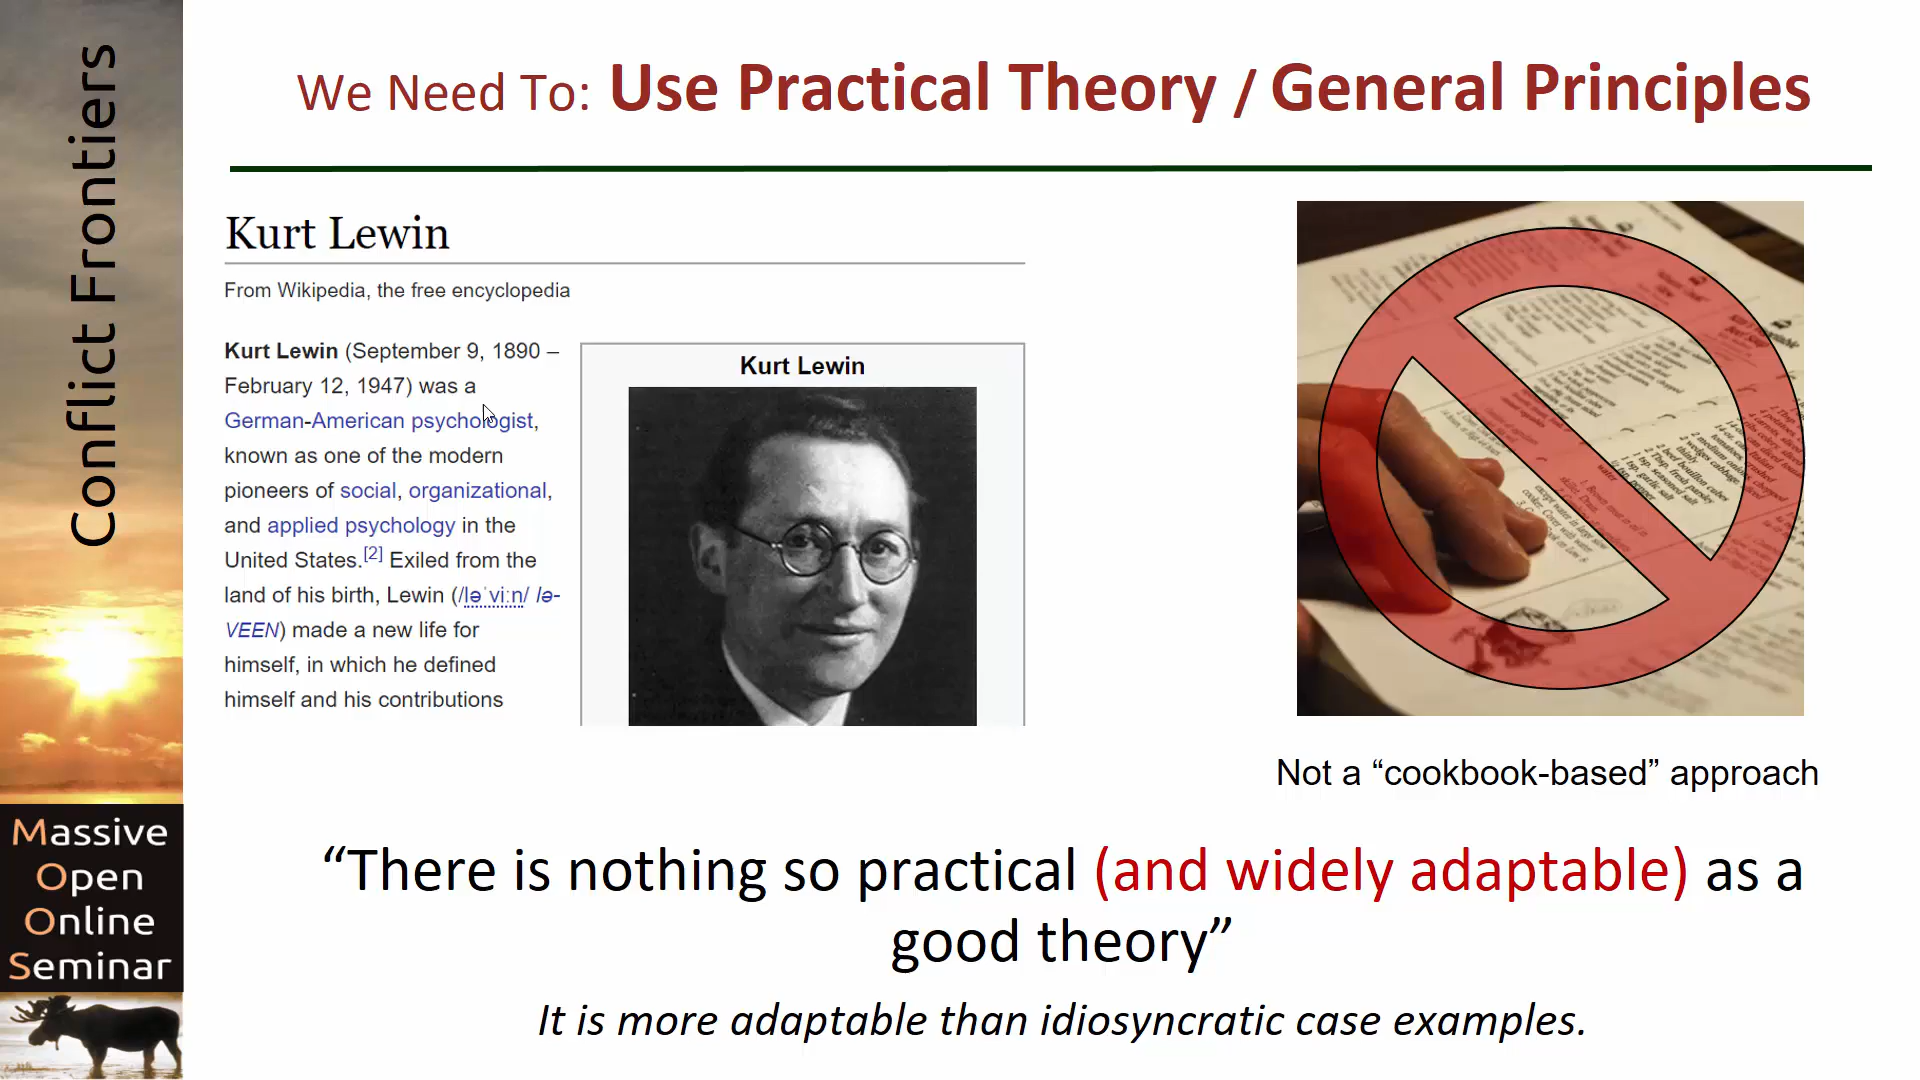 Conflict Frontiers
Massive
Open
Online
Seminar
We Need To: Use Practical Theory / General Principles
Kurt Lewin
From Wikipedia, the free encyclopedia
Kurt Lewin (September 9, 1890 –
February 12, 1947) was a
German-American psychologist,
known as one of the modern
pioneers of social, organizational,
and applied psychology in the
United States.[2] Exiled from the
land of his birth, Lewin (/ləˈviːn/ lə-
VEEN) made a new life for
himself, in which he defined
himself and his contributions
Kurt Lewin
Not a “cookbook-based” approach
“There is nothing so practical (and widely adaptable) as a
good theory”
It is more adaptable than idiosyncratic case examples.